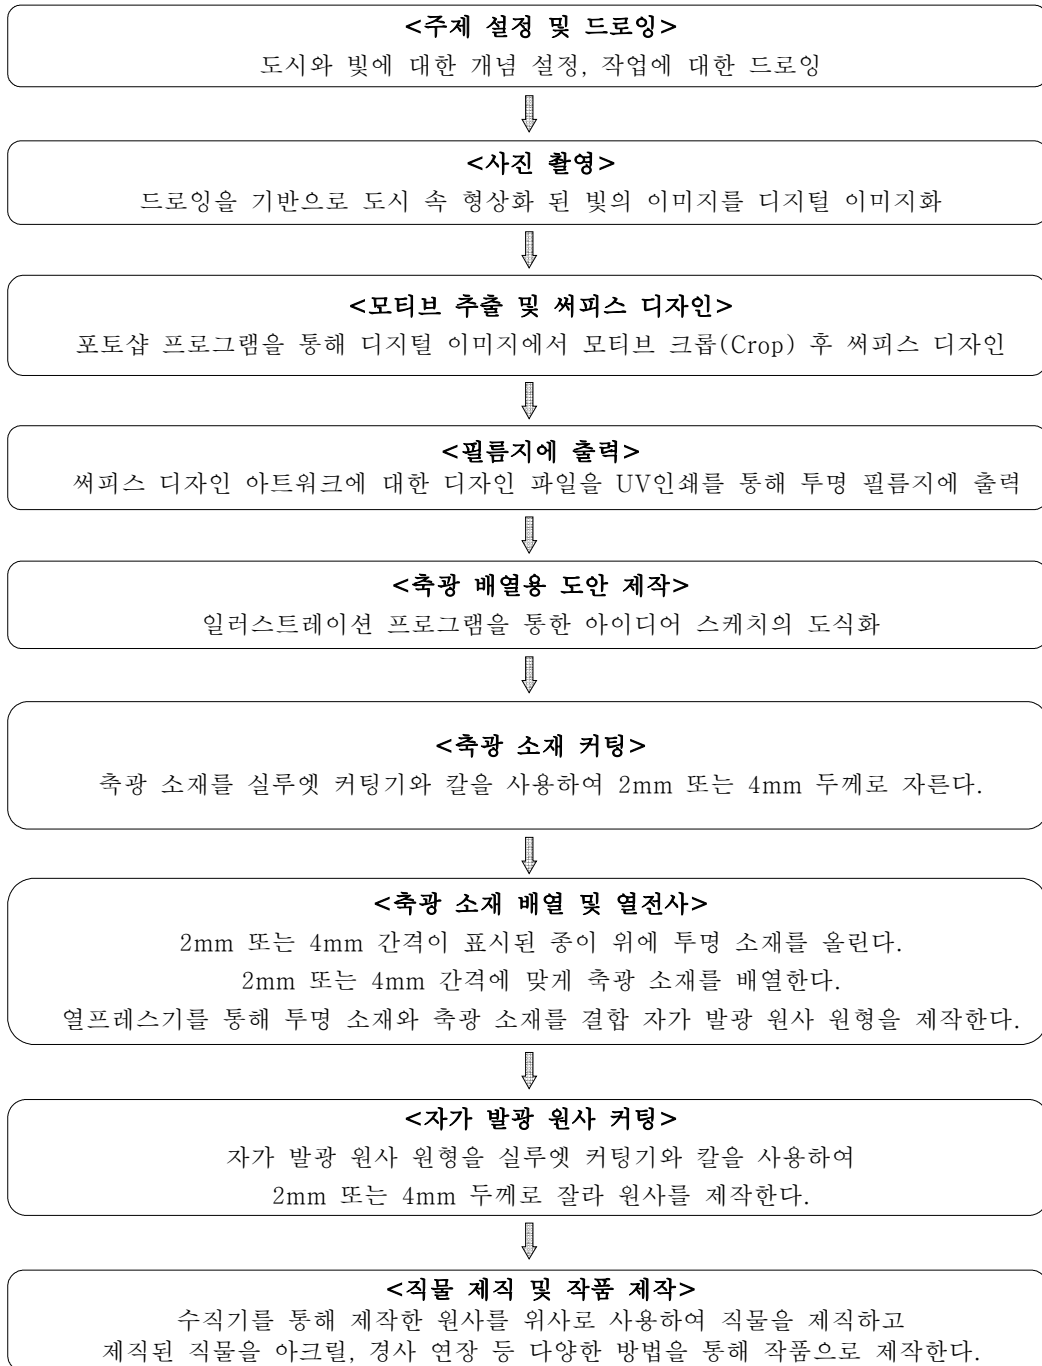 <주제 설정 및 드로잉>
도시와 빛에 대한 개념 설정, 작업에 대한 드로잉
<사진 촬영>
드로잉을 기반으로 도시 속 형상화 된 빛의 이미지를 디지털 이미지화
<모티브 추출 및 써피스 디자인>
포토샵 프로그램을 통해 디지털 이미지에서 모티브 크롭(Crop) 후 써피스 디자인
<필름지에 출력>
써피스 디자인 아트워크에 대한 디자인 파일을 UV인쇄를 통해 투명 필름지에 출력
<축광 배열용 도안 제작>
일러스트레이션 프로그램을 통한 아이디어 스케치의 도식화
<축광 소재 커팅>
축광 소재를 실루엣 커팅기와 칼을 사용하여 2mm 또는 4mm 두께로 자른다.
<축광 소재 배열 및 열전사>
2mm 또는 4mm 간격이 표시된 종이 위에 투명 소재를 올린다.
2mm 또는 4mm 간격에 맞게 축광 소재를 배열한다.
열프레스기를 통해 투명 소재와 축광 소재를 결합 자가 발광 원사 원형을 제작한다.
<자가 발광 원사 커팅>
자가 발광 원사 원형을 실루엣 커팅기와 칼을 사용하여
2mm 또는 4mm 두께로 잘라 원사를 제작한다.
<직물 제직 및 작품 제작>
수직기를 통해 제작한 원사를 위사로 사용하여 직물을 제직하고
제직된 직물을 아크릴, 경사 연장 등 다양한 방법을 통해 작품으로 제작한다.